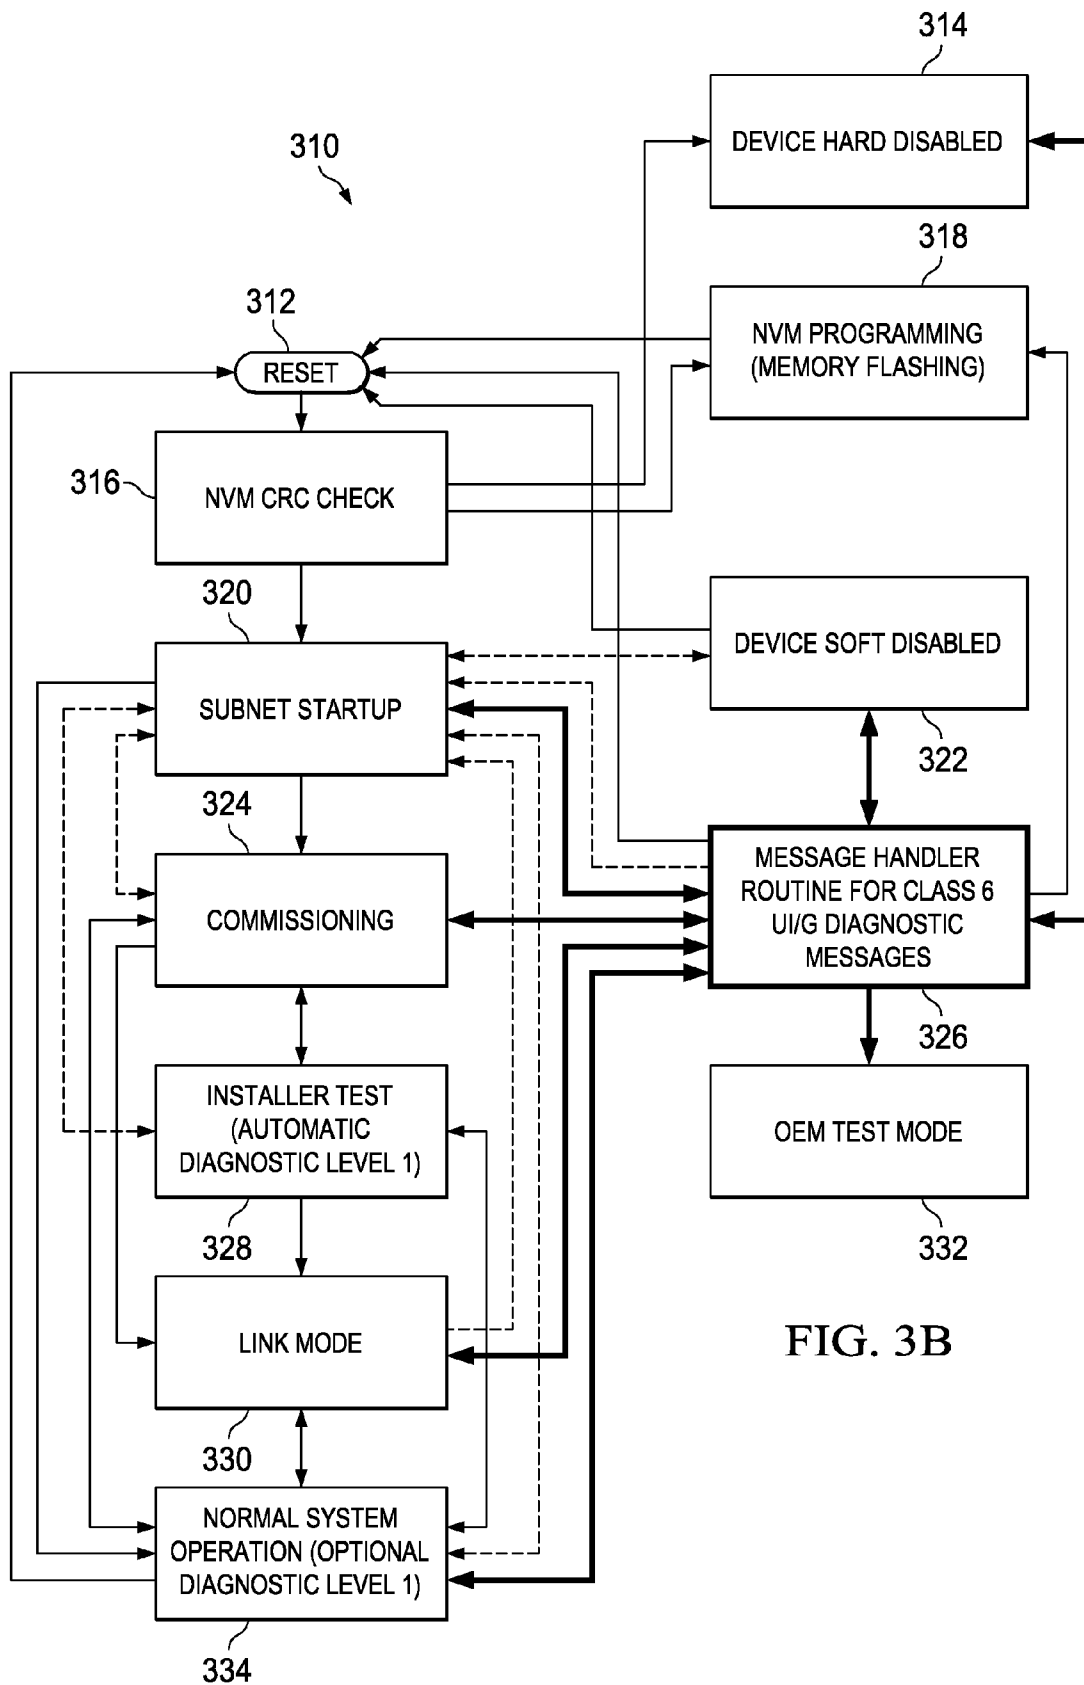 314
DEVICE HARD DISABLED
310
318
NVM PROGRAMMING
(MEMORY FLASHING)
312
RESET
316
NVM CRC CHECK
320
SUBNET STARTUP
DEVICE SOFT DISABLED
322
324
COMMISSIONING
MESSAGE HANDLER
ROUTINE FOR CLASS 6
UI/G DIAGNOSTIC
MESSAGES
326
INSTALLER TEST
(AUTOMATIC
DIAGNOSTIC LEVEL 1)
328
OEM TEST MODE
332
LINK MODE
330
FIG. 3B
NORMAL SYSTEM
OPERATION (OPTIONAL
DIAGNOSTIC LEVEL 1)
334